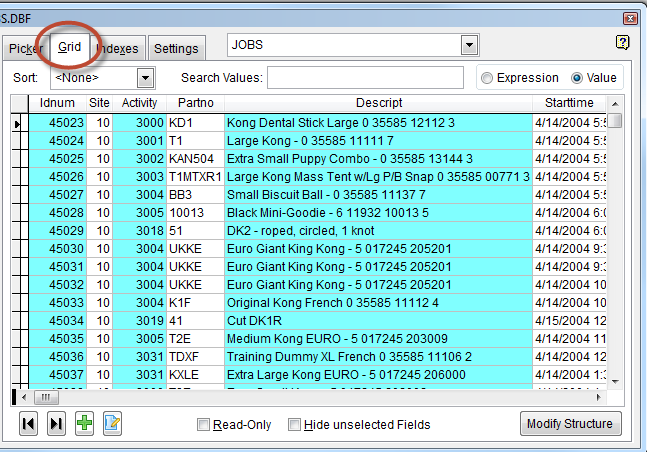 S.DBF
Picker Grid Indexes Settings JOBS
Sort: <None> Search Values: Expression Value
Idnum Site Activity Partno Descript Starttime
45023 10 3000 KD1 Kong Dental Stick Large 0 35585 12112 3 4/14/2004 5:5
45024 10 3001 T1 Large Kong - 0 35585 11111 7 4/14/2004 5:5
45025 10 3002 KAN504 Extra Small Puppy Combo - 0 35585 13144 3 4/14/2004 5:5
45026 10 3003 T1MTXR1 Large Kong Mass Tent w/Lg P/B Snap 0 35585 00771 3 4/14/2004 5:5
45027 10 3004 BB3 Small Biscuit Ball - 0 35585 11137 7 4/14/2004 5:5
45028 10 3005 10013 Black Mini-Goodie - 6 11932 10013 5 4/14/2004 6:0
45029 10 3018 51 DK2 - roped, circled, 1 knot 4/14/2004 6:0
45030 10 3004 UKKE Euro Giant King Kong - 5 017245 205201 4/14/2004 9:3
45031 10 3004 UKKE Euro Giant King Kong - 5 017245 205201 4/14/2004 9:3
45032 10 3004 UKKE Euro Giant King Kong - 5 017245 205201 4/14/2004 10
45033 10 3004 K1F Original Kong French 0 35585 11112 4 4/14/2004 10
45034 10 3019 41 Cut DK1R 4/15/2004 12
45035 10 3005 T2E Medium Kong EURO - 5 017245 203009 4/14/2004 11
45036 10 3031 TDXF Training Dummy XL French 0 35585 11106 2 4/14/2004 12
45037 10 3031 KXLE Extra Large Kong EURO - 5 017245 206000 4/14/2004 1:
Read-Only Hide unselected Fields Modify Structure